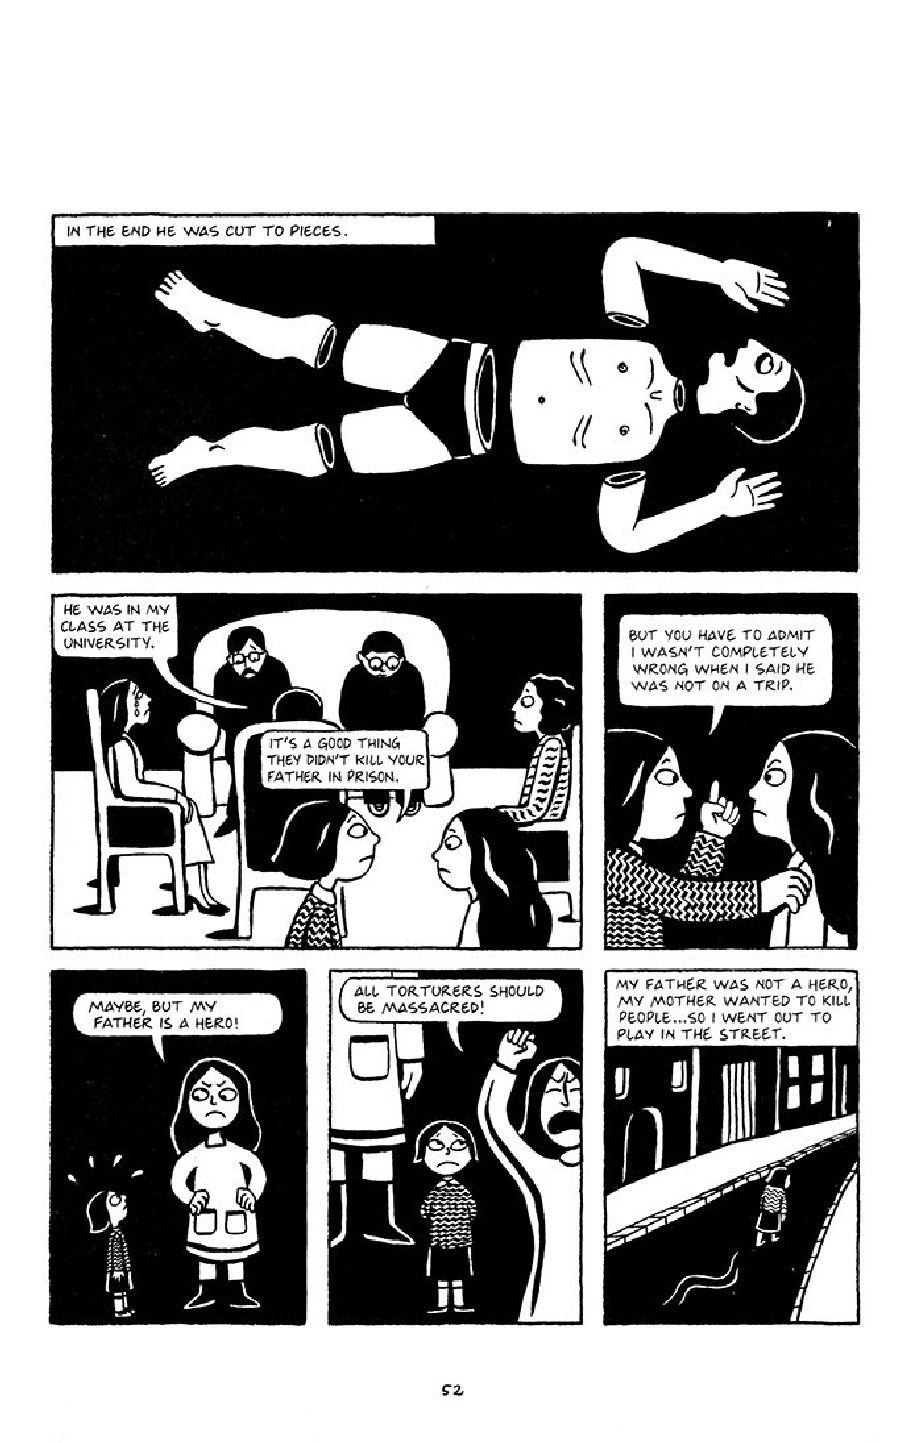 IN THE END HE WAS CUT TO PIECES.
HE WAS IN MY
CLASS AT THE
UNIVERSITY.
IT'S A GOOD THING
THEY DIDN'T KILL YOUR
FATHER IN PRISON.
BUT YOU HAVE TO ADMIT
I WASN'T COMPLETELY
WRONG WHEN I SAID HE
WAS NOT ON A TRIP.
MAYBE, BUT MY
FATHER IS A HERO!
ALL TORTURERS SHOULD
BE MASSACRED!
MY FATHER WAS NOT A HERO,
MY MOTHER WANTED TO KILL
PEOPLE...SO I WENT OUT TO
PLAY IN THE STREET.
52